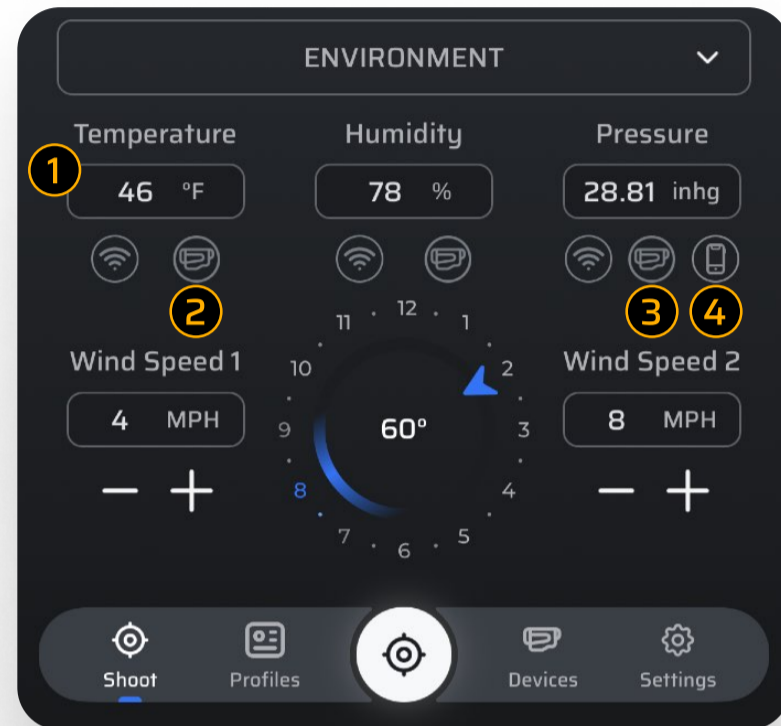 ENVIRONMENT
Temperature Humidity Pressure
1 46 °F 78 % 28.81 inhg
2 3 4
Wind Speed 1 Wind Speed 2
4 MPH 8 MPH
12
11 1
10 2
9 60° 3
8 4
7 5
6
Shoot Profiles Devices Settings